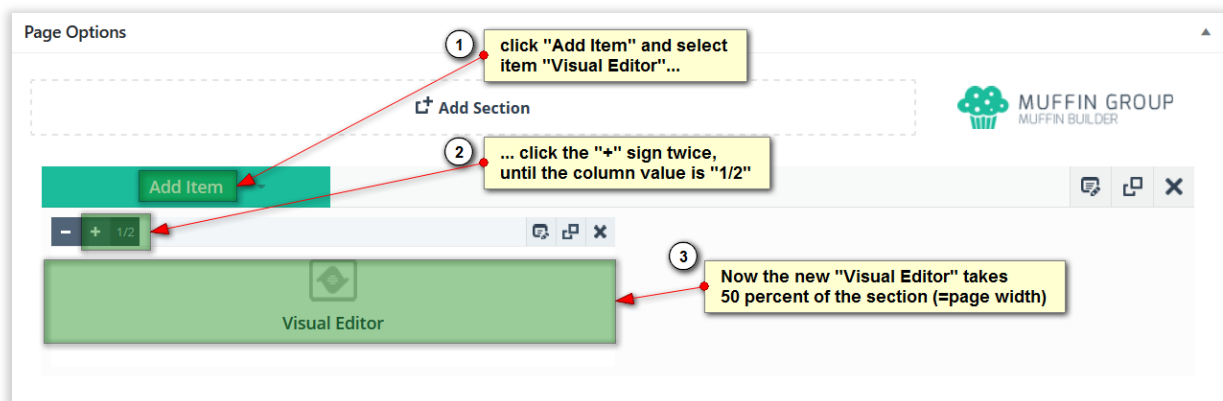 Page Options
1
click "Add Item" and select
item "Visual Editor"...
Add Section
MUFFIN GROUP
MUFFIN BUILDER
2
... click the "+" sign twice,
until the column value is "1/2"
Add Item
- + 1/2
3
Now the new "Visual Editor" takes
50 percent of the section (=page width)
Visual Editor